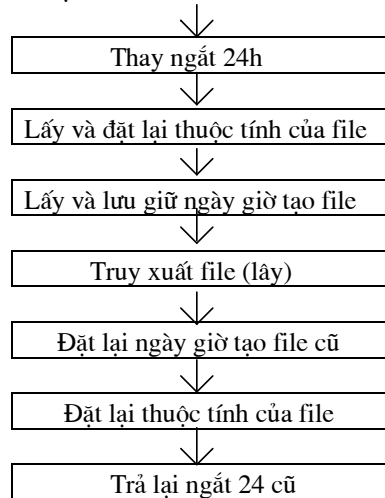 Thay ngắt 24h
Lấy và đặt lại thuộc tính của file
Lấy và lưu giữ ngày giờ tạo file
Truy xuất file (lây)
Đặt lại ngày giờ tạo file cũ
Đặt lại thuộc tính của file
Trả lại ngắt 24 cũ